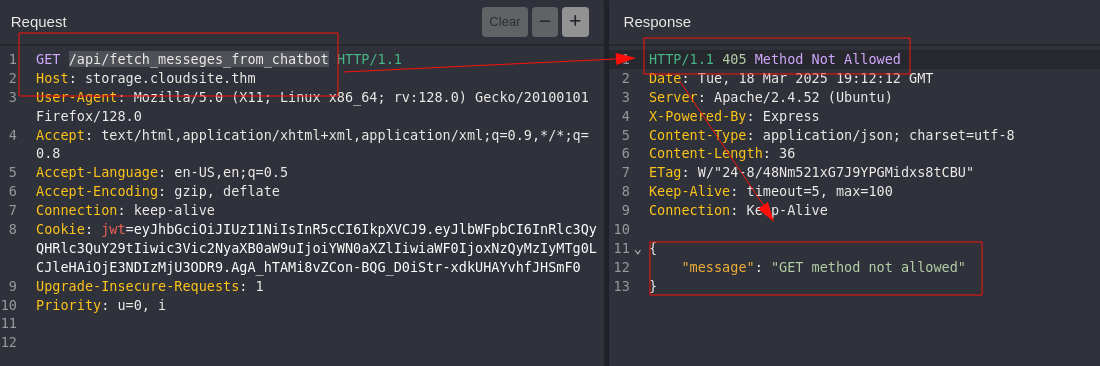 Request
Clear − +
1 GET /api/fetch_messeges_from_chatbot HTTP/1.1
2 Host: storage.cloudsite.thm
3 User-Agent: Mozilla/5.0 (X11; Linux x86_64; rv:128.0) Gecko/20100101
Firefox/128.0
4 Accept: text/html,application/xhtml+xml,application/xml;q=0.9,*/*;q=
0.8
5 Accept-Language: en-US,en;q=0.5
6 Accept-Encoding: gzip, deflate
7 Connection: keep-alive
8 Cookie: jwt=eyJhbGciOiJIUzI1NiIsInR5cCI6IkpXVCJ9.eyJlbWFpbCI6InRlc3Qy
QHRlc3QuY29tIiwic3Vic2NyaXB0aW9uIjoiYWN0aXZlIiwiaWF0IjoxNzQyMzIyMTg0L
CJleHAiOjE3NDIzMjU3ODR9.AgA_hTAMi8vZCon-BQG_D0iStr-xdkUHAYvhfJHSmF0
9 Upgrade-Insecure-Requests: 1
10 Priority: u=0, i
11
12
Response
1 HTTP/1.1 405 Method Not Allowed
2 Date: Tue, 18 Mar 2025 19:12:12 GMT
3 Server: Apache/2.4.52 (Ubuntu)
4 X-Powered-By: Express
5 Content-Type: application/json; charset=utf-8
6 Content-Length: 36
7 ETag: W/"24-8/48Nm521xG7J9YPGMidxs8tCBU"
8 Keep-Alive: timeout=5, max=100
9 Connection: Keep-Alive
10
11 {
12 "message": "GET method not allowed"
13 }